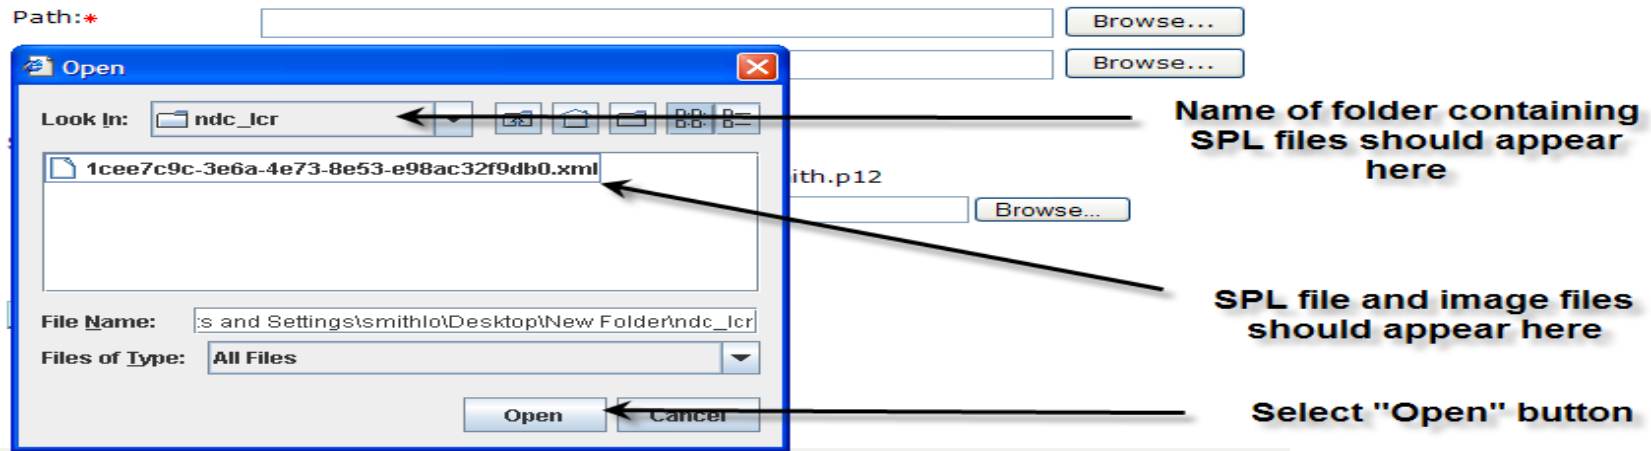 Path:*
Browse...
Open
Browse...
Look In:
ndc_lcr
Name of folder containing
SPL files should appear
here
1cee7c9c-3e6a-4e73-8e53-e98ac32f9db0.xml
ith.p12
Browse...
SPL file and image files
should appear here
File Name:
s and Settings\smithlo\Desktop\New Folder\ndc_lcr
Files of Type:
All Files
Open
Cancel
Select "Open" button